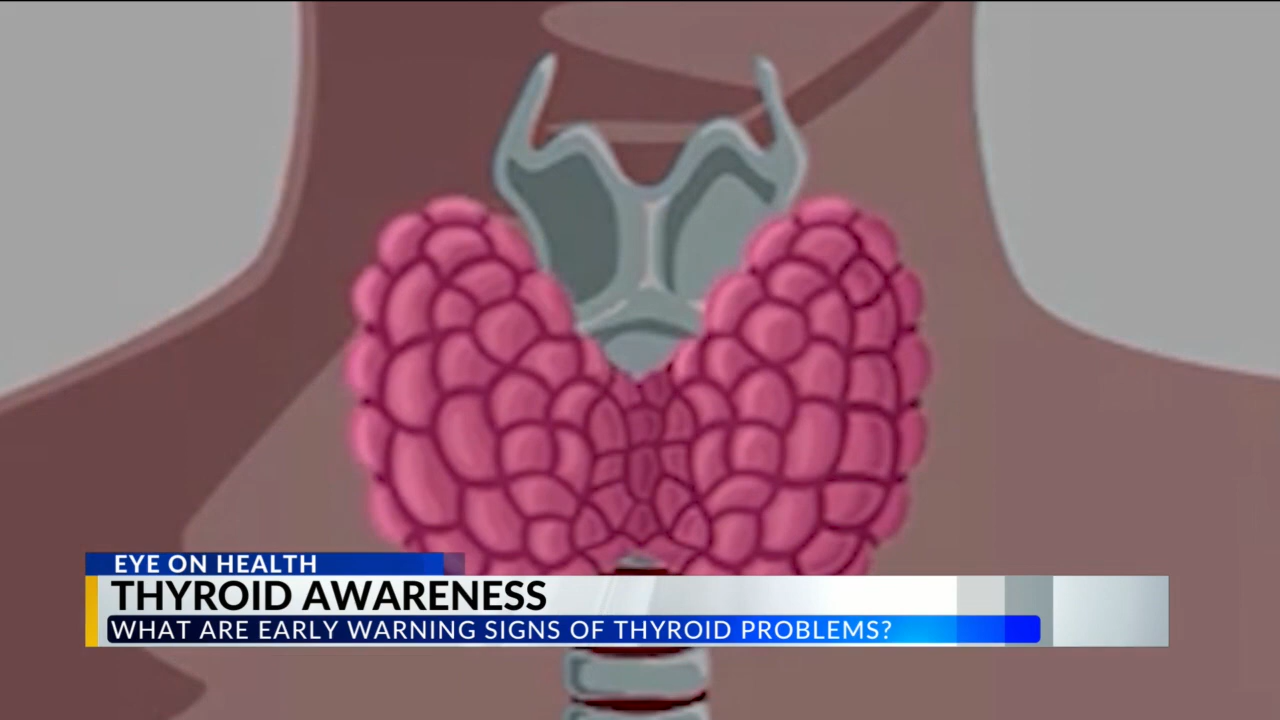 EYE ON HEALTH
THYROID AWARENESS
WHAT ARE EARLY WARNING SIGNS OF THYROID PROBLEMS?